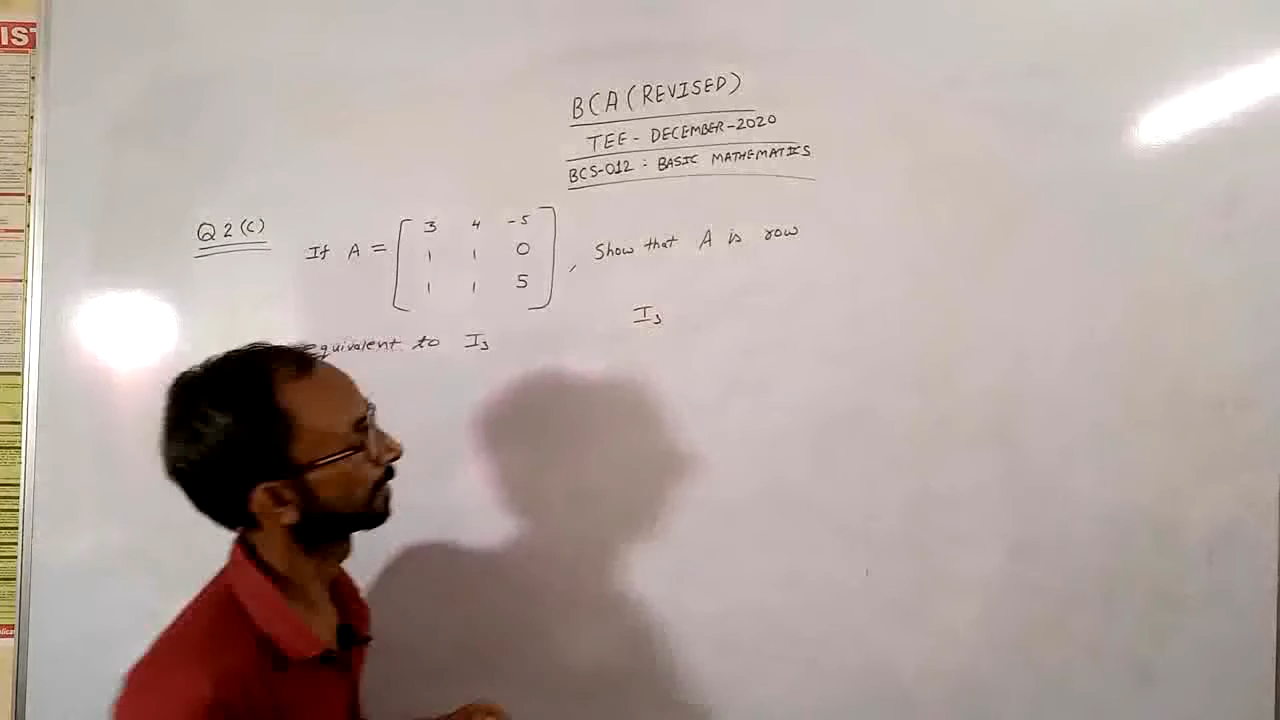 IST
BCA (REVISED)
TEE - DECEMBER-2020
BCS-012 : BASIC MATHEMATICS
Q 2 (C)
If A = [ 3 4 -5
1 1 0
1 1 5 ] , Show that A is row
equivalent to I3
I3